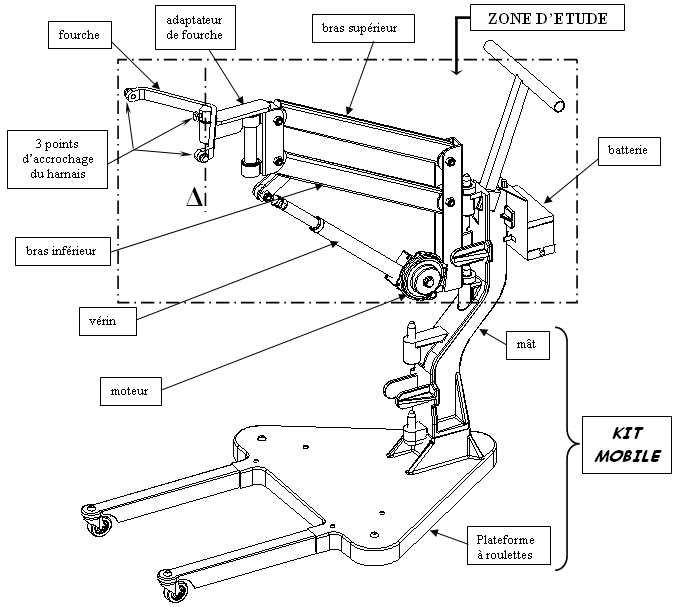 ZONE D'ETUDE
adaptateur
de fourche
fourche
bras supérieur
3 points
d'accrochage
du harnais
batterie
Δ
bras inférieur
vérin
mât
moteur
KIT
MOBILE
Plateforme
à roulettes